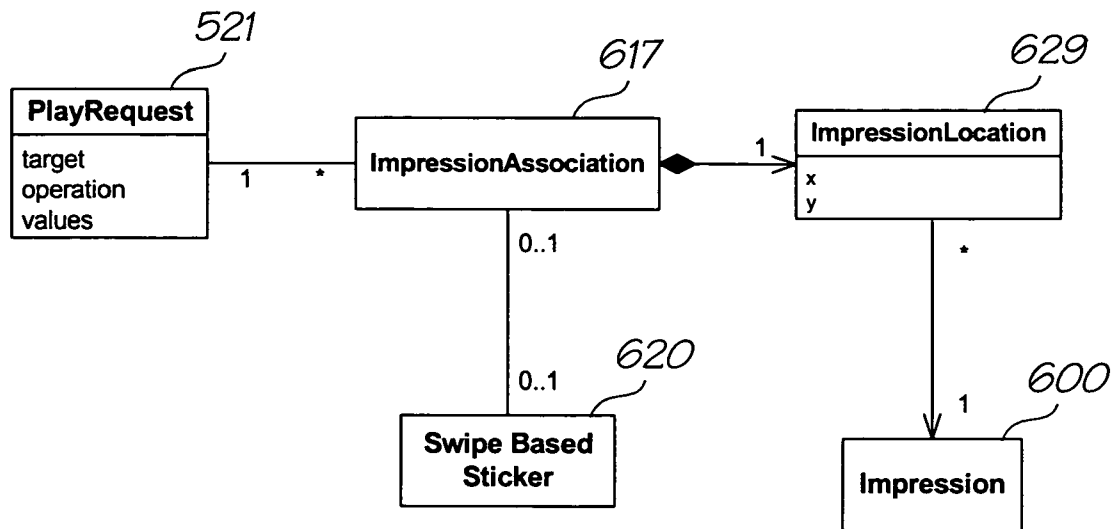 521
PlayRequest
target
operation
values
1
*
617
ImpressionAssociation
1
629
ImpressionLocation
x
y
0..1
*
0..1
620
Swipe Based
Sticker
1
600
Impression